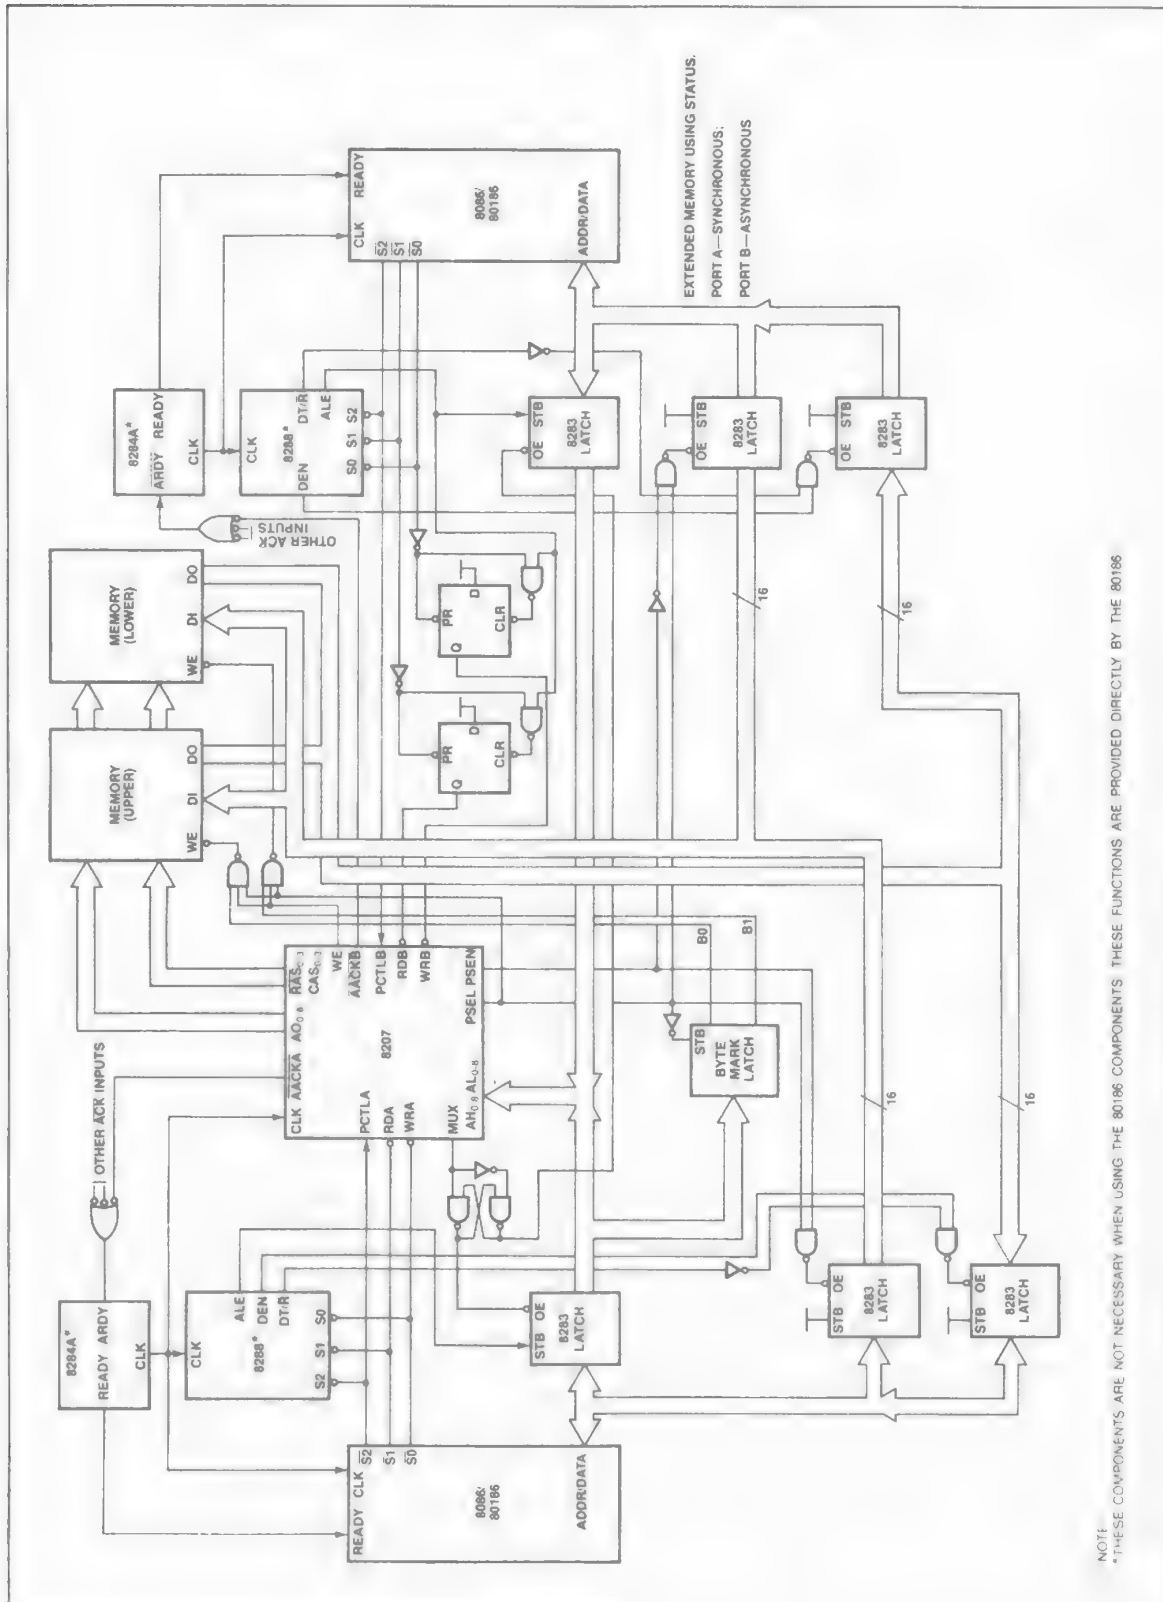 8284A*
READY ARDY
CLK
OTHER ACK INPUTS
8288*
CLK
ALE
DEN
DT/R
S2
S1
S0
8086/
80186
READY
CLK
S2
S1
S0
ADDR/DATA
8207
CLK
AACKA
AO0-8
RAS0-3
CAS0-3
WE
AACKB
PCTLA
RDA
WRA
MUX
AH0-8
AL0-8
PCTLB
RDB
WRB
PSEL
PSEN
MEMORY
(UPPER)
WE
DI
DO
MEMORY
(LOWER)
WE
DI
DO
OTHER ACK
INPUTS
8284A*
ARDY READY
CLK
8288*
CLK
DEN
DT/R
ALE
S0
S1
S2
8086/
80186
CLK
READY
S2
S1
S0
ADDR/DATA
PR
D
Q
CLR
PR
D
Q
CLR
STB
OE
8283
LATCH
STB
BYTE
MARK
LATCH
B0
B1
OE
STB
8283
LATCH
STB
OE
8283
LATCH
STB
OE
8283
LATCH
OE
STB
8283
LATCH
OE
STB
8283
LATCH
16
16
16
16
EXTENDED MEMORY USING STATUS.
PORT A—SYNCHRONOUS;
PORT B—ASYNCHRONOUS
NOTE
*THESE COMPONENTS ARE NOT NECESSARY WHEN USING THE 80186 COMPONENTS THESE FUNCTIONS ARE PROVIDED DIRECTLY BY THE 80186